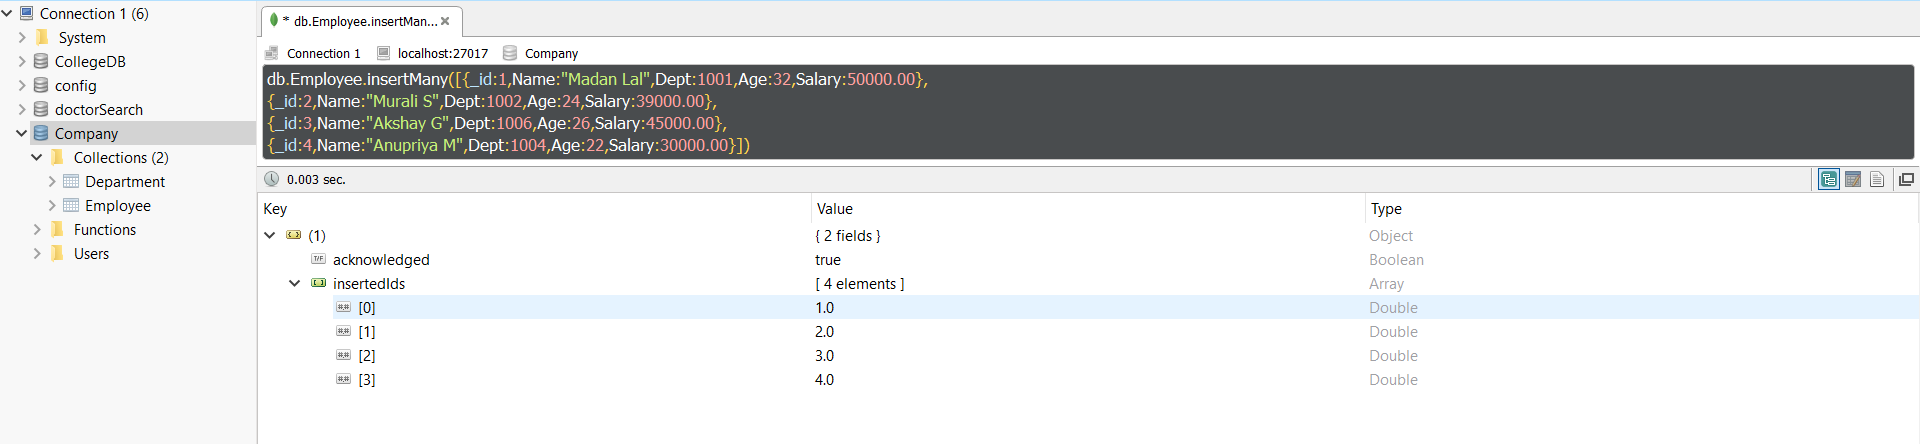 Connection 1 (6)
System
CollegeDB
config
doctorSearch
Company
Collections (2)
Department
Employee
Functions
Users
* db.Employee.insertMan...
Connection 1 localhost:27017 Company
db.Employee.insertMany([{_id:1,Name:"Madan Lal",Dept:1001,Age:32,Salary:50000.00},
{_id:2,Name:"Murali S",Dept:1002,Age:24,Salary:39000.00},
{_id:3,Name:"Akshay G",Dept:1006,Age:26,Salary:45000.00},
{_id:4,Name:"Anupriya M",Dept:1004,Age:22,Salary:30000.00}])
0.003 sec.
Key Value Type
(1) { 2 fields } Object
T/F acknowledged true Boolean
insertedIds [ 4 elements ] Array
#.# [0] 1.0 Double
#.# [1] 2.0 Double
#.# [2] 3.0 Double
#.# [3] 4.0 Double